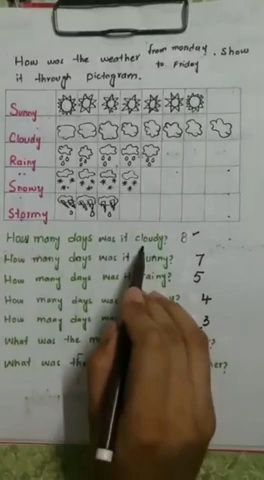 How was the weather from monday to Friday. Show
it through pictogram.
Sunny
Cloudy
Rainy
Snowy
Stormy
How many days was it cloudy? 8
How many days was it sunny? 7
How many days was it rainy? 5
How many days was 4
How many days 3
What was the
What was the